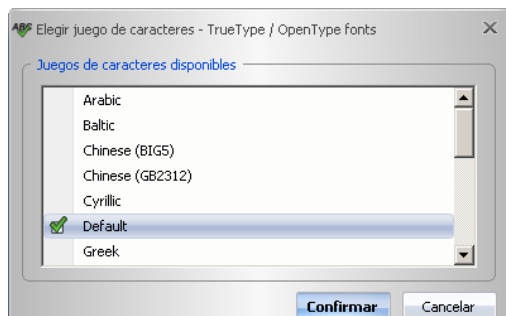 ABC Elegir juego de caracteres - TrueType / OpenType fonts
Juegos de caracteres disponibles
Arabic
Baltic
Chinese (BIG5)
Chinese (GB2312)
Cyrillic
Default
Greek
Confirmar Cancelar